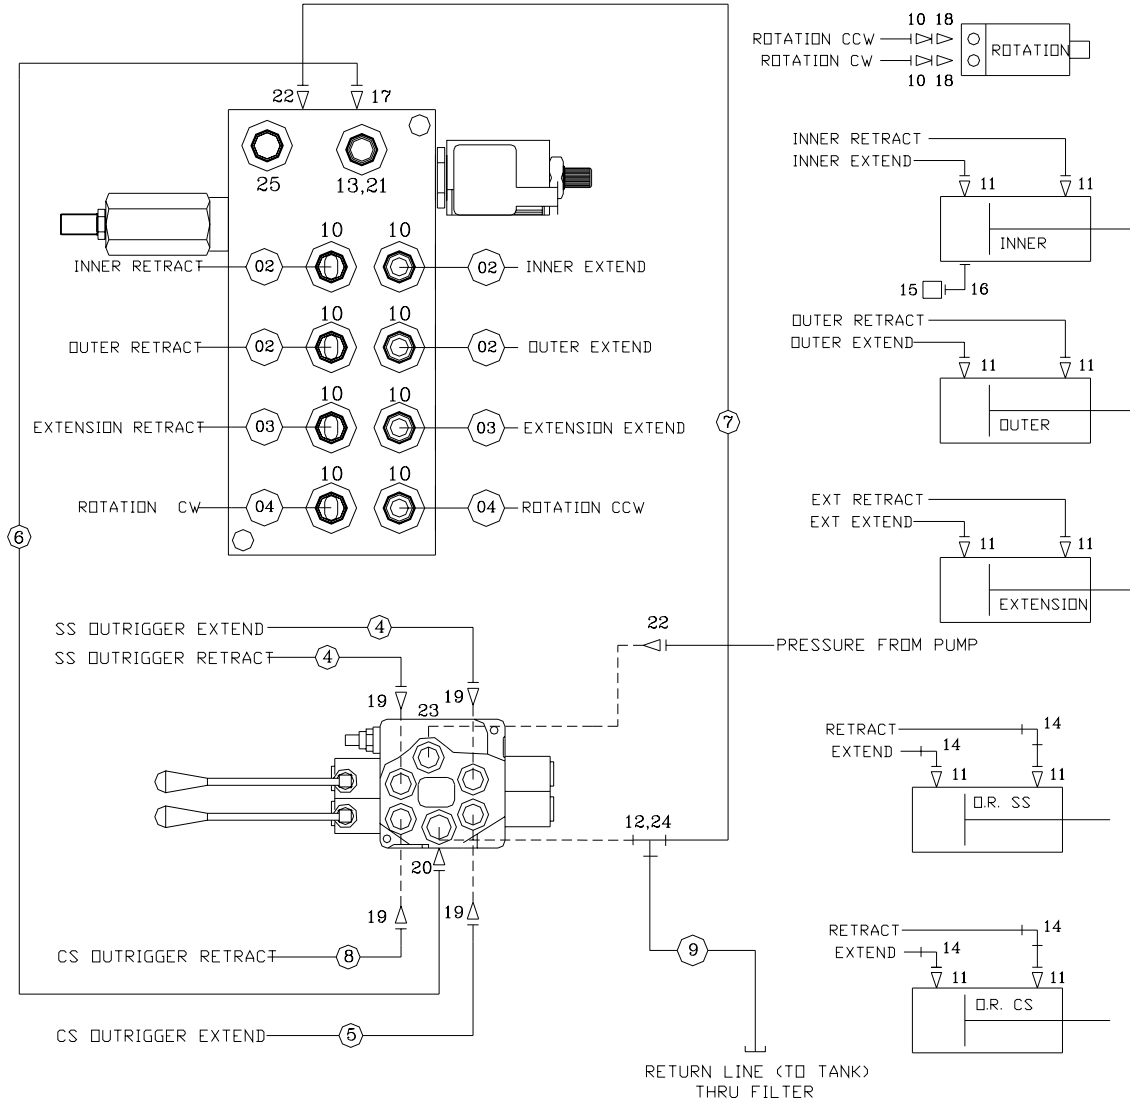 10 18
ROTATION CCW
ROTATION
ROTATION CW
10 18
22 17
25 13,21
10 10
INNER RETRACT 02 02 INNER EXTEND
10 10
OUTER RETRACT 02 02 OUTER EXTEND
10 10
EXTENSION RETRACT 03 03 EXTENSION EXTEND
10 10
ROTATION CW 04 04 ROTATION CCW
6
7
INNER RETRACT
INNER EXTEND
11 11
INNER
15 16
OUTER RETRACT
OUTER EXTEND
11 11
OUTER
EXT RETRACT
EXT EXTEND
11 11
EXTENSION
SS OUTRIGGER EXTEND 4
SS OUTRIGGER RETRACT 4
22
PRESSURE FROM PUMP
19 19
23
12,24
20
19 19
CS OUTRIGGER RETRACT 8
CS OUTRIGGER EXTEND 5
9
RETURN LINE (TO TANK)
THRU FILTER
RETRACT 14
EXTEND 14
11 11
O.R. SS
RETRACT 14
EXTEND 14
11 11
O.R. CS